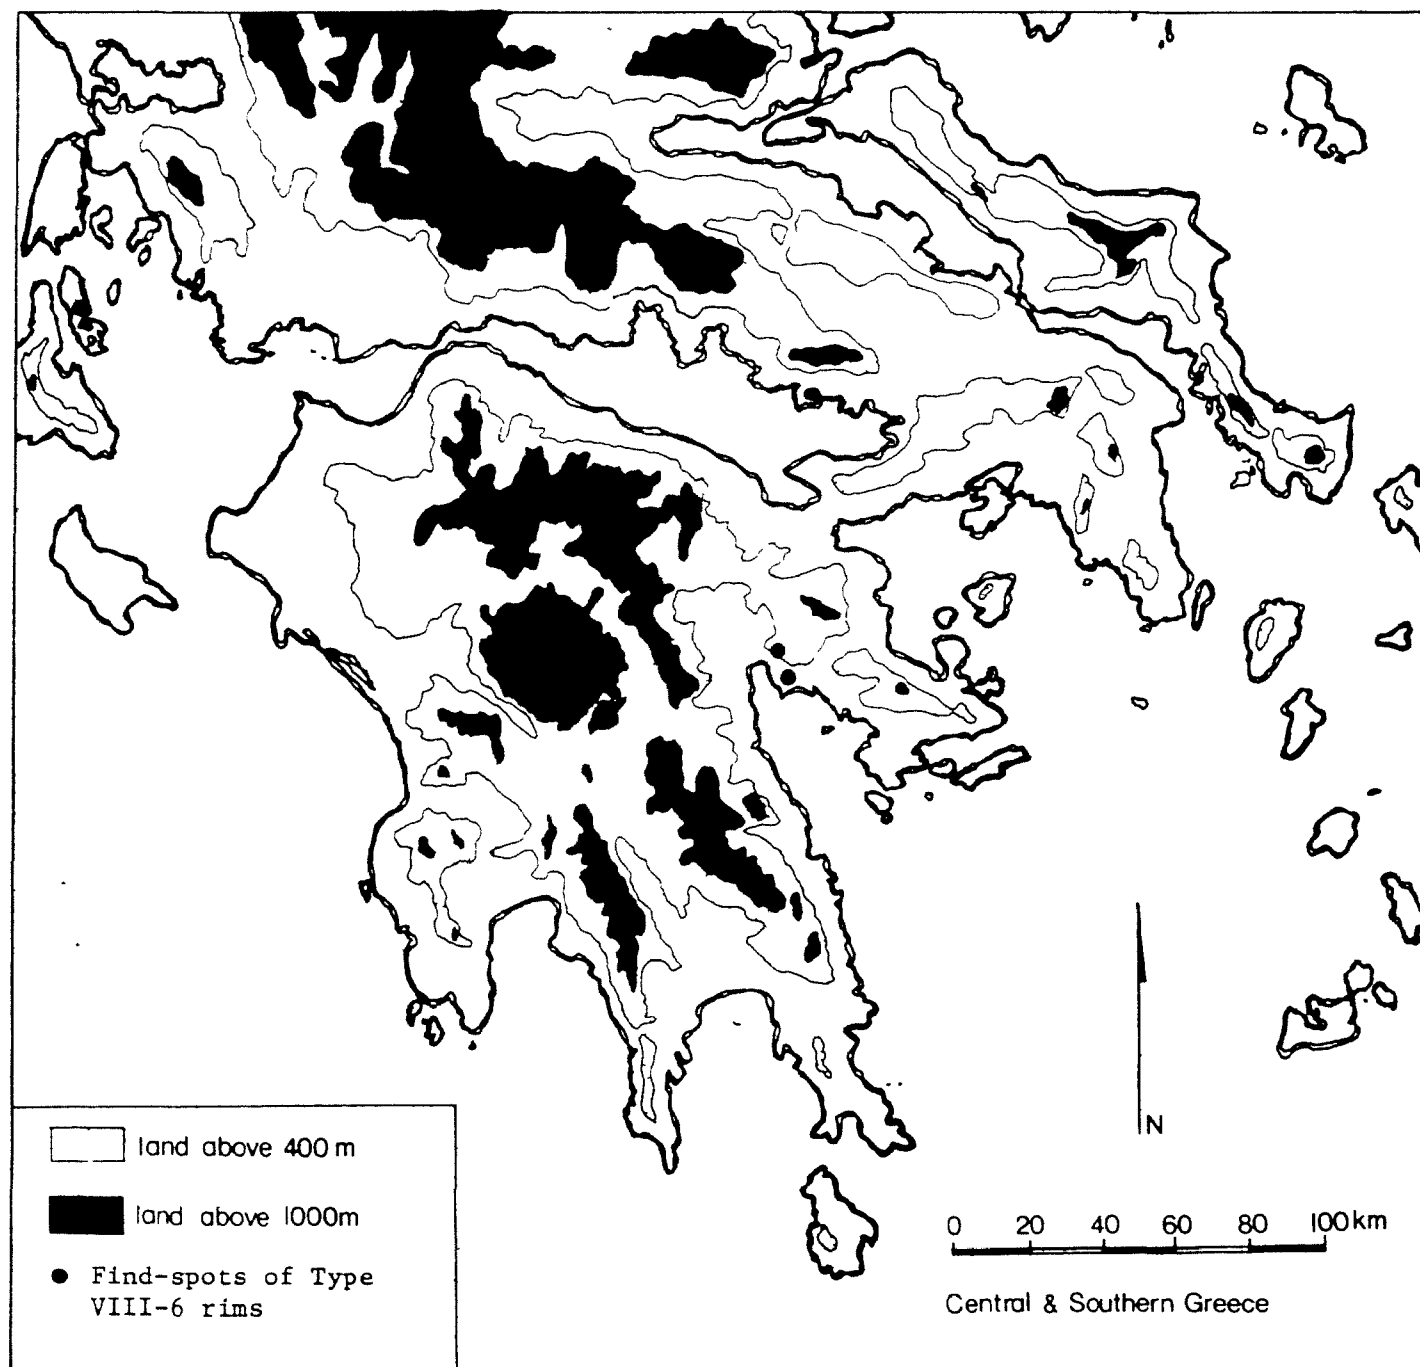 land above 400 m
land above 1000m
Find-spots of Type
VIII-6 rims
N
0 20 40 60 80 100km
Central & Southern Greece